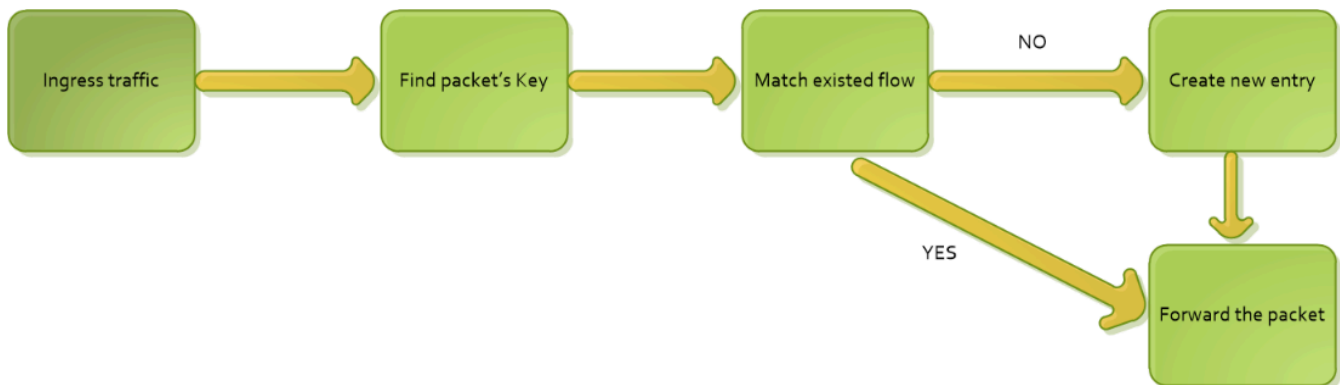 Ingress traffic
Find packet's Key
Match existed flow
NO
Create new entry
YES
Forward the packet